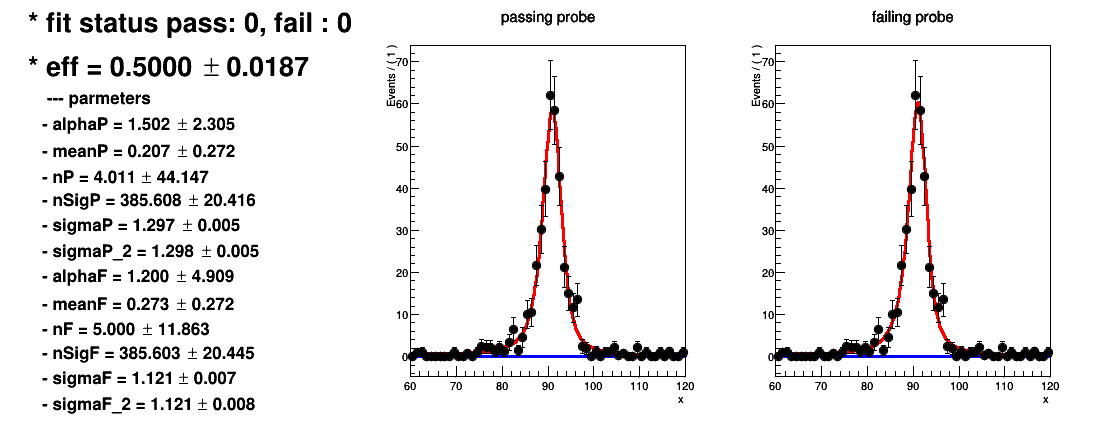 * fit status pass: 0, fail : 0
* eff = 0.5000 ± 0.0187
--- parmeters
- alphaP = 1.502 ± 2.305
- meanP = 0.207 ± 0.272
- nP = 4.011 ± 44.147
- nSigP = 385.608 ± 20.416
- sigmaP = 1.297 ± 0.005
- sigmaP_2 = 1.298 ± 0.005
- alphaF = 1.200 ± 4.909
- meanF = 0.273 ± 0.272
- nF = 5.000 ± 11.863
- nSigF = 385.603 ± 20.445
- sigmaF = 1.121 ± 0.007
- sigmaF_2 = 1.121 ± 0.008
passing probe
Events / ( 1 )
70
60
50
40
30
20
10
0
60 70 80 90 100 110 120
x
failing probe
Events / ( 1 )
70
60
50
40
30
20
10
0
60 70 80 90 100 110 120
x